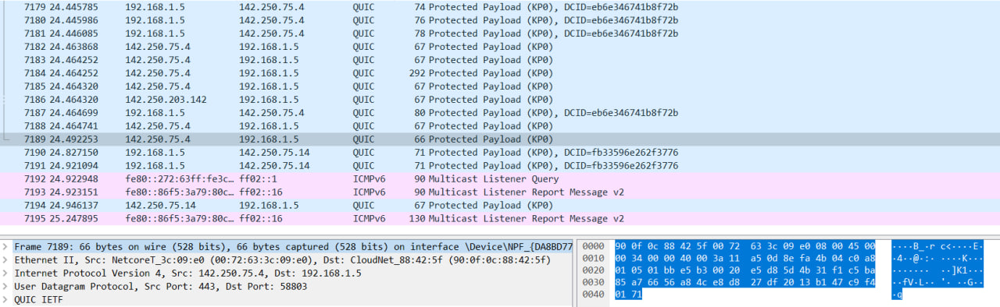 7179 24.445785 192.168.1.5 142.250.75.4 QUIC 74 Protected Payload (KP0), DCID=eb6e346741b8f72b
7180 24.445986 192.168.1.5 142.250.75.4 QUIC 76 Protected Payload (KP0), DCID=eb6e346741b8f72b
7181 24.446085 192.168.1.5 142.250.75.4 QUIC 78 Protected Payload (KP0), DCID=eb6e346741b8f72b
7182 24.463868 142.250.75.4 192.168.1.5 QUIC 67 Protected Payload (KP0)
7183 24.464252 142.250.75.4 192.168.1.5 QUIC 67 Protected Payload (KP0)
7184 24.464252 142.250.75.4 192.168.1.5 QUIC 292 Protected Payload (KP0)
7185 24.464320 142.250.75.4 192.168.1.5 QUIC 67 Protected Payload (KP0)
7186 24.464320 142.250.203.142 192.168.1.5 QUIC 67 Protected Payload (KP0)
7187 24.464699 192.168.1.5 142.250.75.4 QUIC 80 Protected Payload (KP0), DCID=eb6e346741b8f72b
7188 24.464741 142.250.75.4 192.168.1.5 QUIC 67 Protected Payload (KP0)
7189 24.492253 142.250.75.4 192.168.1.5 QUIC 66 Protected Payload (KP0)
7190 24.827150 192.168.1.5 142.250.75.14 QUIC 71 Protected Payload (KP0), DCID=fb33596e262f3776
7191 24.921094 192.168.1.5 142.250.75.14 QUIC 71 Protected Payload (KP0), DCID=fb33596e262f3776
7192 24.922948 fe80::272:63ff:fe3c… ff02::1 ICMPv6 90 Multicast Listener Query
7193 24.923151 fe80::86f5:3a79:80c… ff02::16 ICMPv6 90 Multicast Listener Report Message v2
7194 24.946137 142.250.75.14 192.168.1.5 QUIC 67 Protected Payload (KP0)
7195 25.247895 fe80::86f5:3a79:80c… ff02::16 ICMPv6 130 Multicast Listener Report Message v2
Frame 7189: 66 bytes on wire (528 bits), 66 bytes captured (528 bits) on interface \Device\NPF_{DA8BD77
Ethernet II, Src: NetcoreT_3c:09:e0 (00:72:63:3c:09:e0), Dst: CloudNet_88:42:5f (90:0f:0c:88:42:5f)
Internet Protocol Version 4, Src: 142.250.75.4, Dst: 192.168.1.5
User Datagram Protocol, Src Port: 443, Dst Port: 58803
QUIC IETF
0000 90 0f 0c 88 42 5f 00 72 63 3c 09 e0 08 00 45 00 ····B_·r c<····E·
0010 00 34 00 00 40 00 3a 11 a5 0d 8e fa 4b 04 c0 a8 ·4··@·:· ····K···
0020 01 05 01 bb e5 b3 00 20 e5 d8 5d 4b 31 f1 c5 ba ······· ··]K1···
0030 85 a7 66 56 a8 4c e8 d8 27 df 20 13 b1 47 c9 f4 ··fV·L·· '· ··G··
0040 01 71 ·q